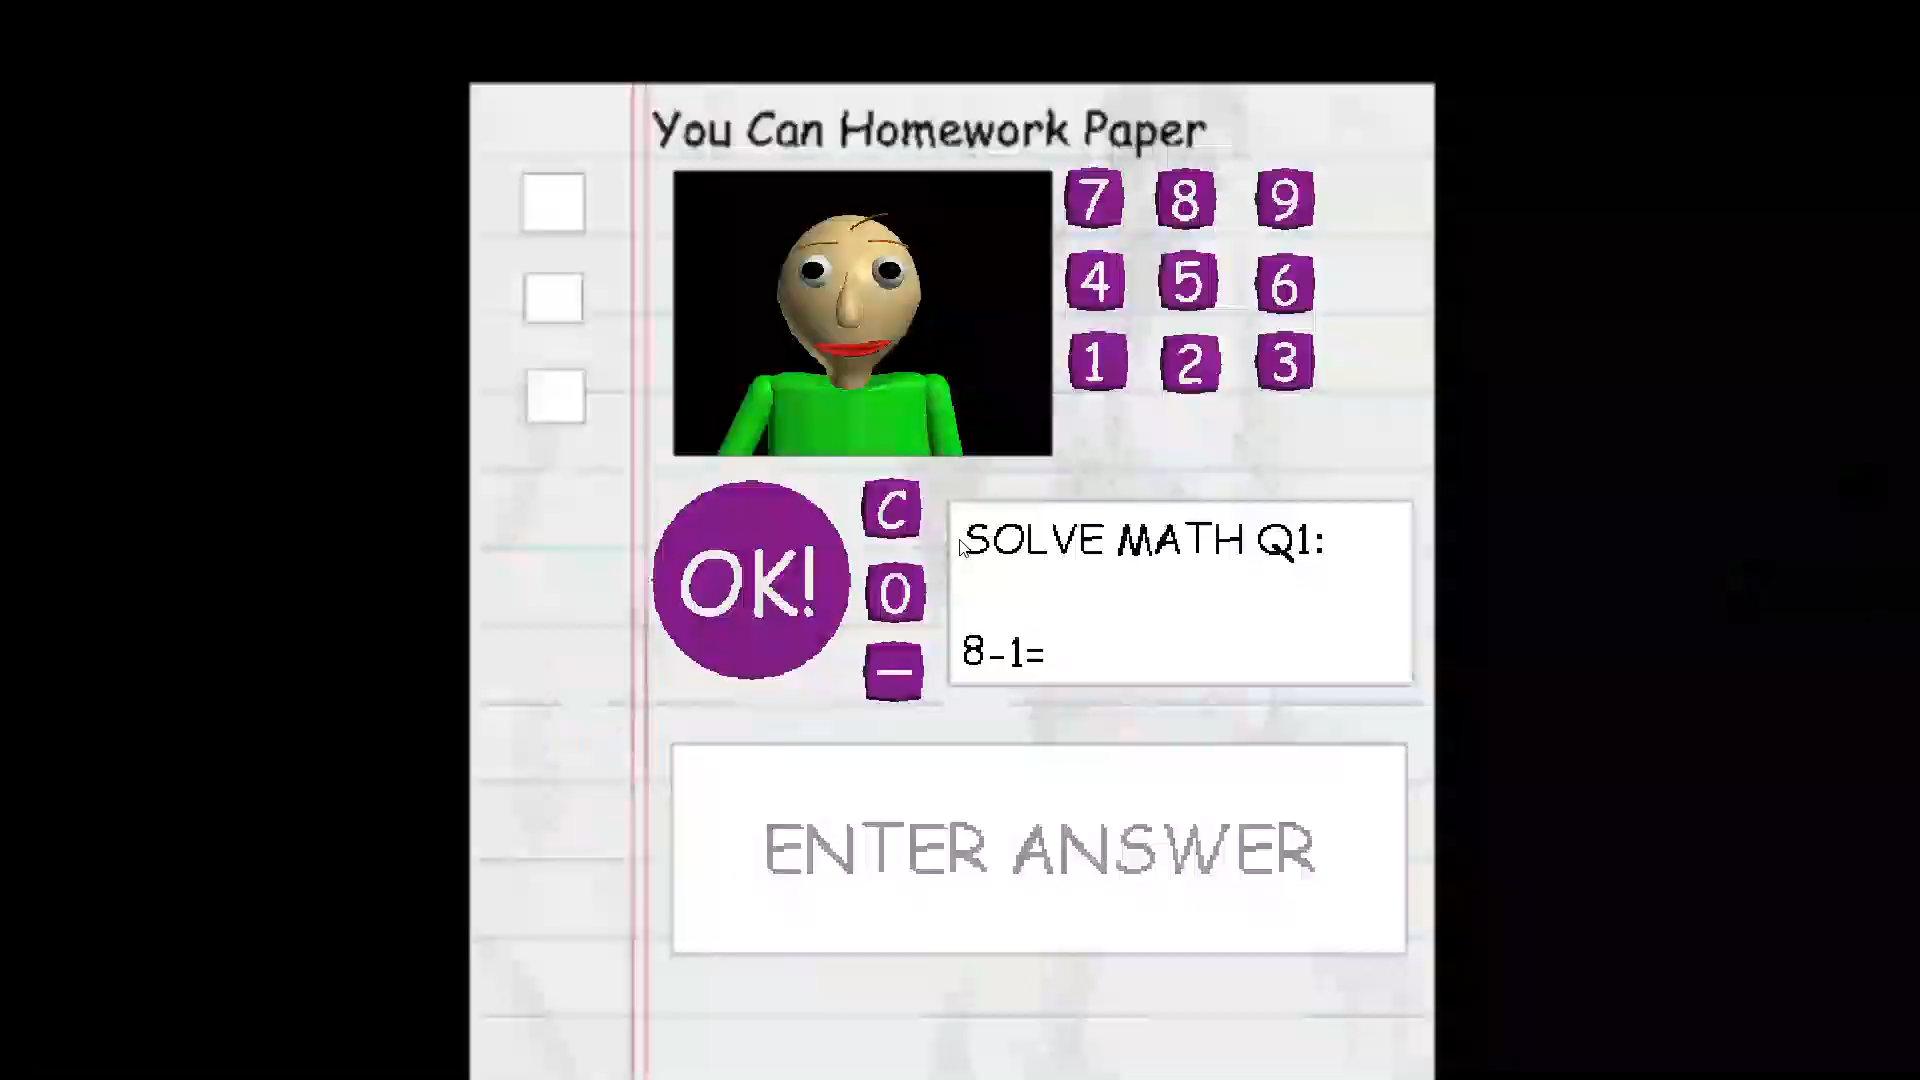 You Can Homework Paper
7 8 9
4 5 6
1 2 3
OK!
C
0
—
SOLVE MATH Q1:
8-1=
ENTER ANSWER